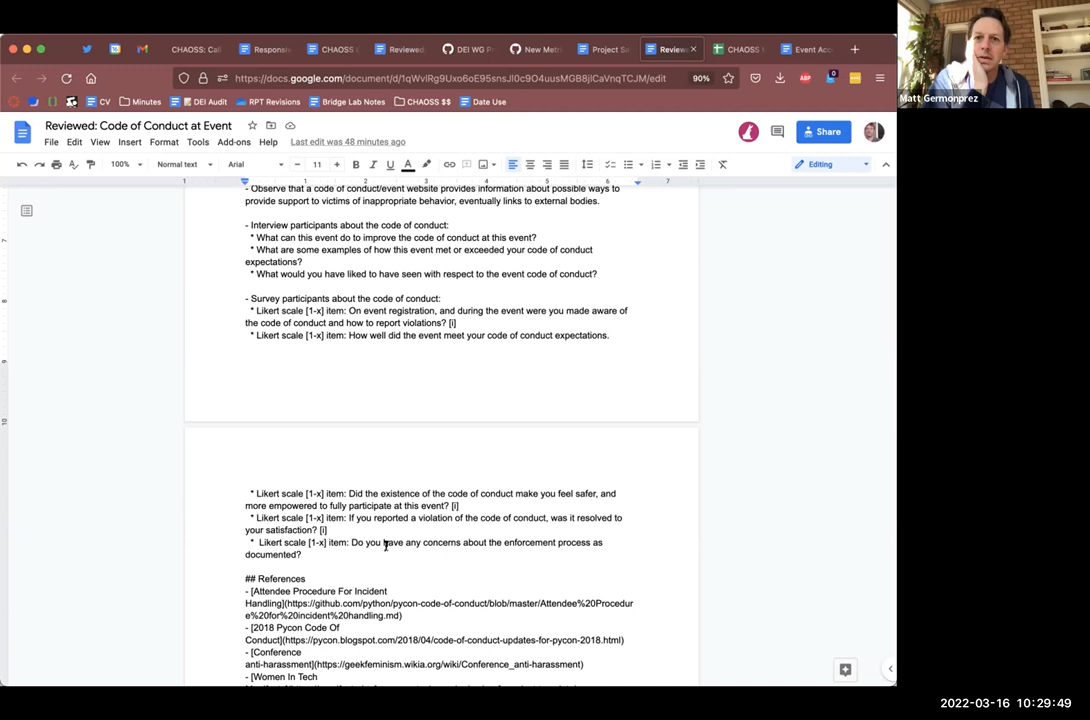 CHAOSS: Cal
Responsiv
CHAOSS
Reviewed
DEI WG P
New Metr
Project Sa
Review
CHAOSS
Event Acc
https://docs.google.com/document/d/1qWvlRg9Uxo6oE95snsJl0c9O4uusMGB8jlCaVnqTCJM/edit
90%
CV
Minutes
DEI Audit
RPT Revisions
Bridge Lab Notes
CHAOSS $$
Date Use
Reviewed: Code of Conduct at Event
File Edit View Insert Format Tools Add-ons Help Last edit was 48 minutes ago
Share
100% Normal text Arial 11 Editing
- Observe that a code of conduct/event website provides information about possible ways to
provide support to victims of inappropriate behavior, eventually links to external bodies.
- Interview participants about the code of conduct:
* What can this event do to improve the code of conduct at this event?
* What are some examples of how this event met or exceeded your code of conduct
expectations?
* What would you have liked to have seen with respect to the event code of conduct?
- Survey participants about the code of conduct:
* Likert scale [1-x] item: On event registration, and during the event were you made aware of
the code of conduct and how to report violations? [i]
* Likert scale [1-x] item: How well did the event meet your code of conduct expectations.
* Likert scale [1-x] item: Did the existence of the code of conduct make you feel safer, and
more empowered to fully participate at this event? [i]
* Likert scale [1-x] item: If you reported a violation of the code of conduct, was it resolved to
your satisfaction? [i]
* Likert scale [1-x] item: Do you have any concerns about the enforcement process as
documented?
## References
- [Attendee Procedure For Incident
Handling](https://github.com/python/pycon-code-of-conduct/blob/master/Attendee%20Procedur
e%20for%20incident%20handling.md)
- [2018 Pycon Code Of
Conduct](https://pycon.blogspot.com/2018/04/code-of-conduct-updates-for-pycon-2018.html)
- [Conference
anti-harassment](https://geekfeminism.wikia.org/wiki/Conference_anti-harassment)
- [Women In Tech
Matt Germonprez
2022-03-16 10:29:49